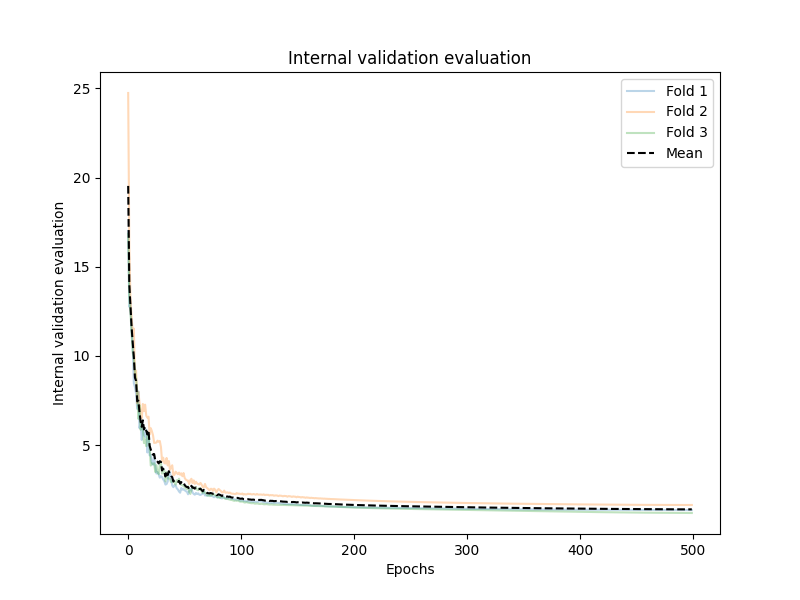 Internal validation evaluation
Fold 1
Fold 2
Fold 3
Mean
Internal validation evaluation
25
20
15
10
5
0
100
200
300
400
500
Epochs